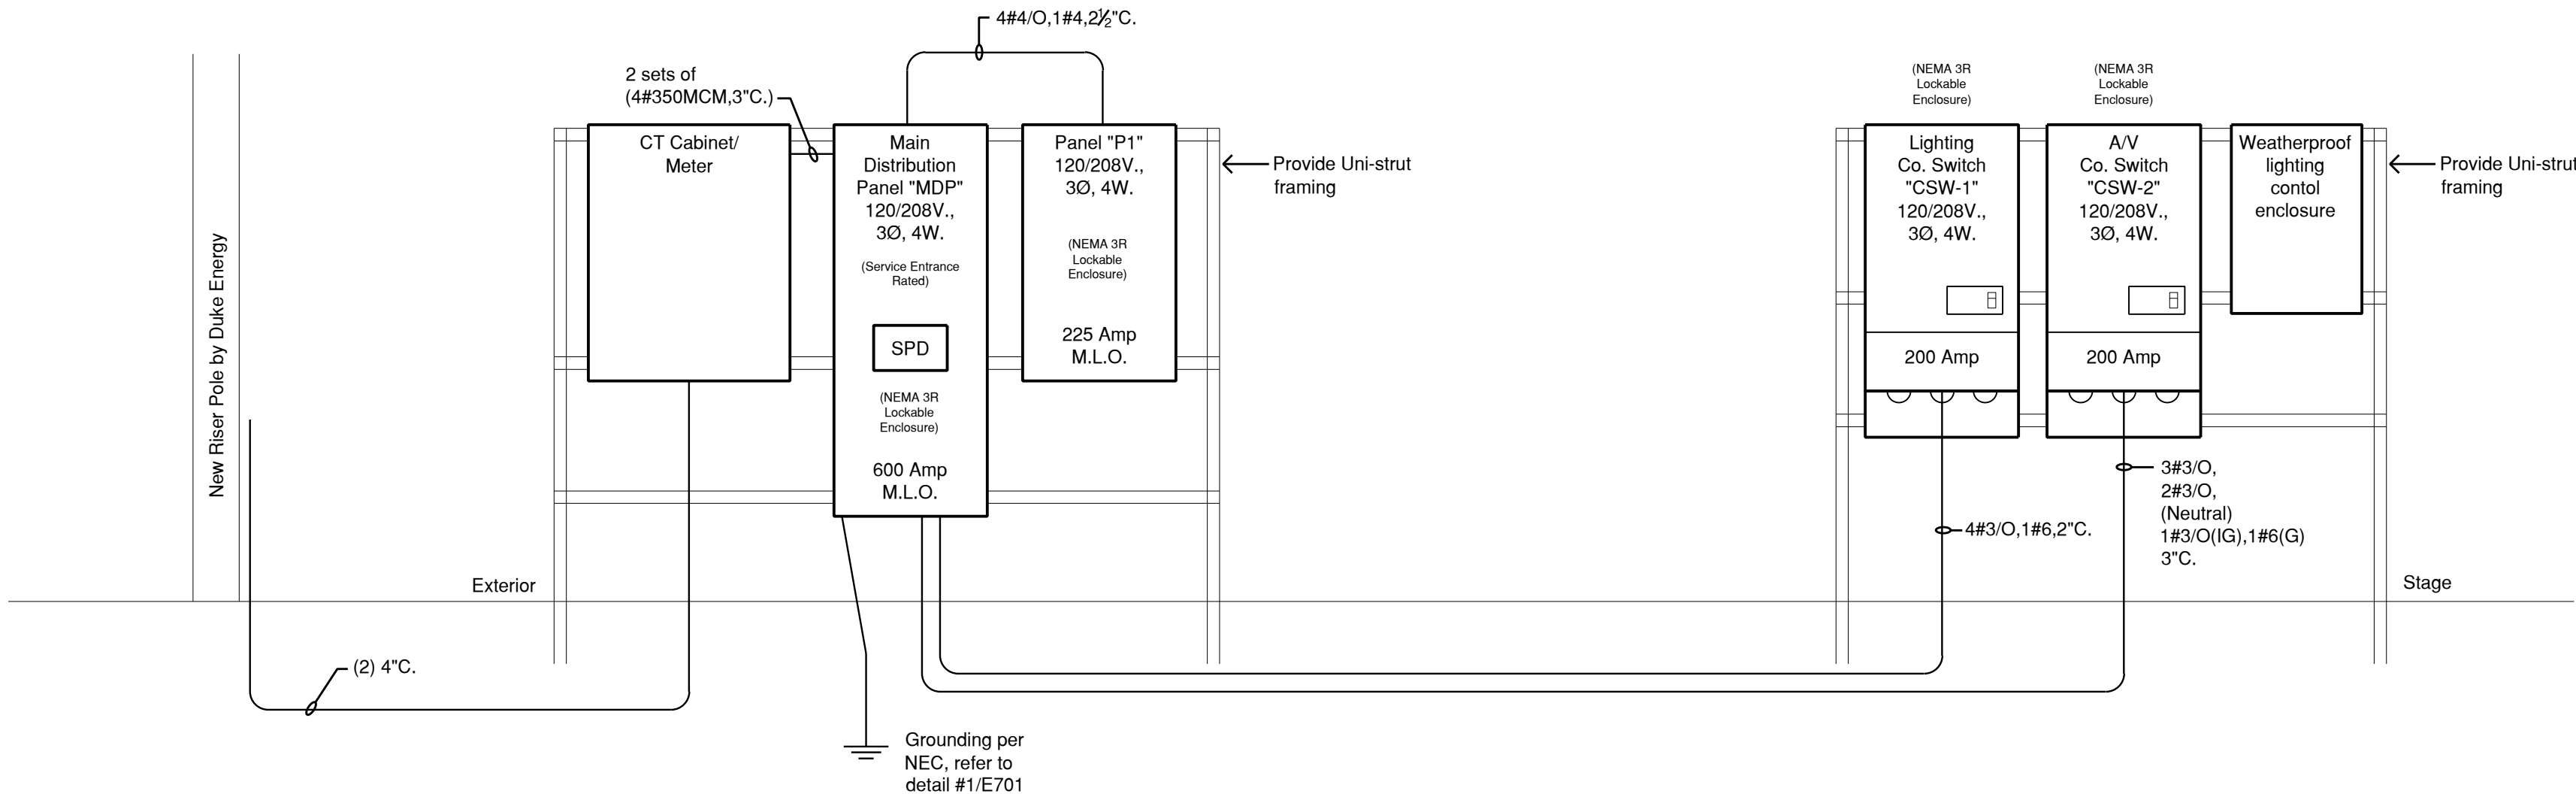 4#4/O,1#4,2½"C.
2 sets of
(4#350MCM,3"C.)
CT Cabinet/
Meter
Main
Distribution
Panel "MDP"
120/208V.,
3Ø, 4W.
(Service Entrance
Rated)
SPD
(NEMA 3R
Lockable
Enclosure)
600 Amp
M.L.O.
Panel "P1"
120/208V.,
3Ø, 4W.
(NEMA 3R
Lockable
Enclosure)
225 Amp
M.L.O.
Provide Uni-strut
framing
(NEMA 3R
Lockable
Enclosure)
Lighting
Co. Switch
"CSW-1"
120/208V.,
3Ø, 4W.
200 Amp
(NEMA 3R
Lockable
Enclosure)
A/V
Co. Switch
"CSW-2"
120/208V.,
3Ø, 4W.
200 Amp
Weatherproof
lighting
contol
enclosure
Provide Uni-strut
framing
New Riser Pole by Duke Energy
3#3/O,
2#3/O,
(Neutral)
1#3/O(IG),1#6(G)
3"C.
4#3/O,1#6,2"C.
Exterior
Stage
(2) 4"C.
Grounding per
NEC, refer to
detail #1/E701